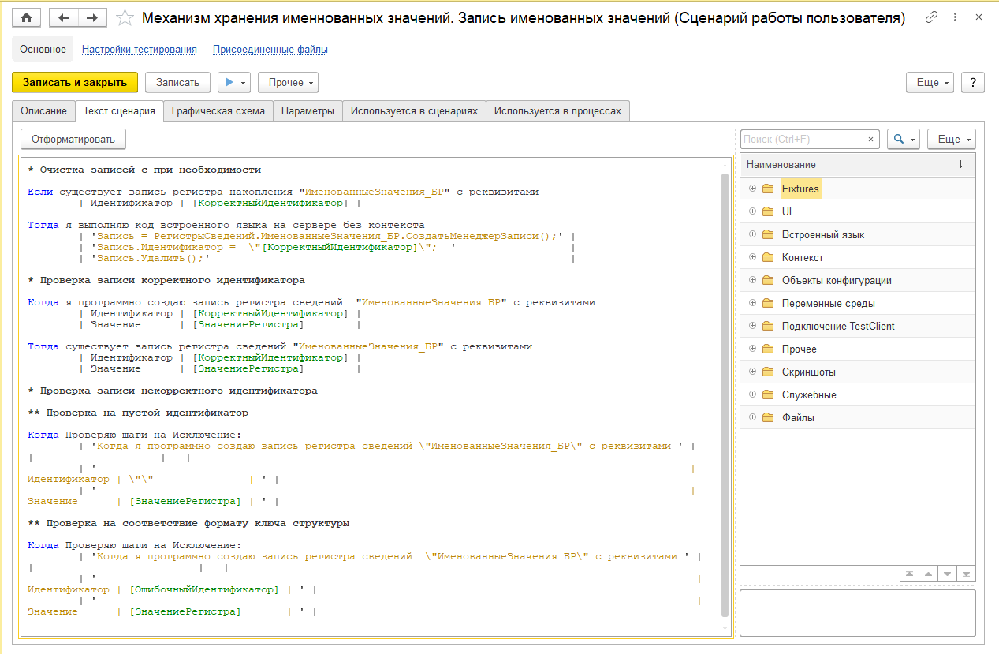 Механизм хранения именнованных значений. Запись именованных значений (Сценарий работы пользователя)
Основное Настройки тестирования Присоединенные файлы
Записать и закрыть Записать Прочее Еще ?
Описание Текст сценария Графическая схема Параметры Используется в сценариях Используется в процессах
Отформатировать Поиск (Ctrl+F) × Еще
Наименование ↓
* Очистка записей с при необходимости
Если существует запись регистра накопления "ИменованныеЗначения_БР" с реквизитами
| Идентификатор | [КорректныйИдентификатор] |
Тогда я выполняю код встроенного языка на сервере без контекста
| 'Запись = РегистрыСведений.ИменованныеЗначения_БР.СоздатьМенеджерЗаписи();' |
| 'Запись.Идентификатор = \"[КорректныйИдентификатор]\"; ' |
| 'Запись.Удалить();' |
* Проверка записи корректного идентификатора
Когда я программно создаю запись регистра сведений "ИменованныеЗначения_БР" с реквизитами
| Идентификатор | [КорректныйИдентификатор] |
| Значение | [ЗначениеРегистра] |
Тогда существует запись регистра сведений "ИменованныеЗначения_БР" с реквизитами
| Идентификатор | [КорректныйИдентификатор] |
| Значение | [ЗначениеРегистра] |
* Проверка записи некорректного идентификатора
** Проверка на пустой идентификатор
Когда Проверяю шаги на Исключение:
| 'Когда я программно создаю запись регистра сведений \"ИменованныеЗначения_БР\" с реквизитами ' |
| | |
| ' |
Идентификатор | \"\" | ' |
| ' |
Значение | [ЗначениеРегистра] | ' |
** Проверка на соответствие формату ключа структуры
Когда Проверяю шаги на Исключение:
| 'Когда я программно создаю запись регистра сведений \"ИменованныеЗначения_БР\" с реквизитами ' |
| | |
| ' |
Идентификатор | [ОшибочныйИдентификатор] | ' |
| ' |
Значение | [ЗначениеРегистра] | ' |
Fixtures
UI
Встроенный язык
Контекст
Объекты конфигурации
Переменные среды
Подключение TestClient
Прочее
Скриншоты
Служебные
Файлы